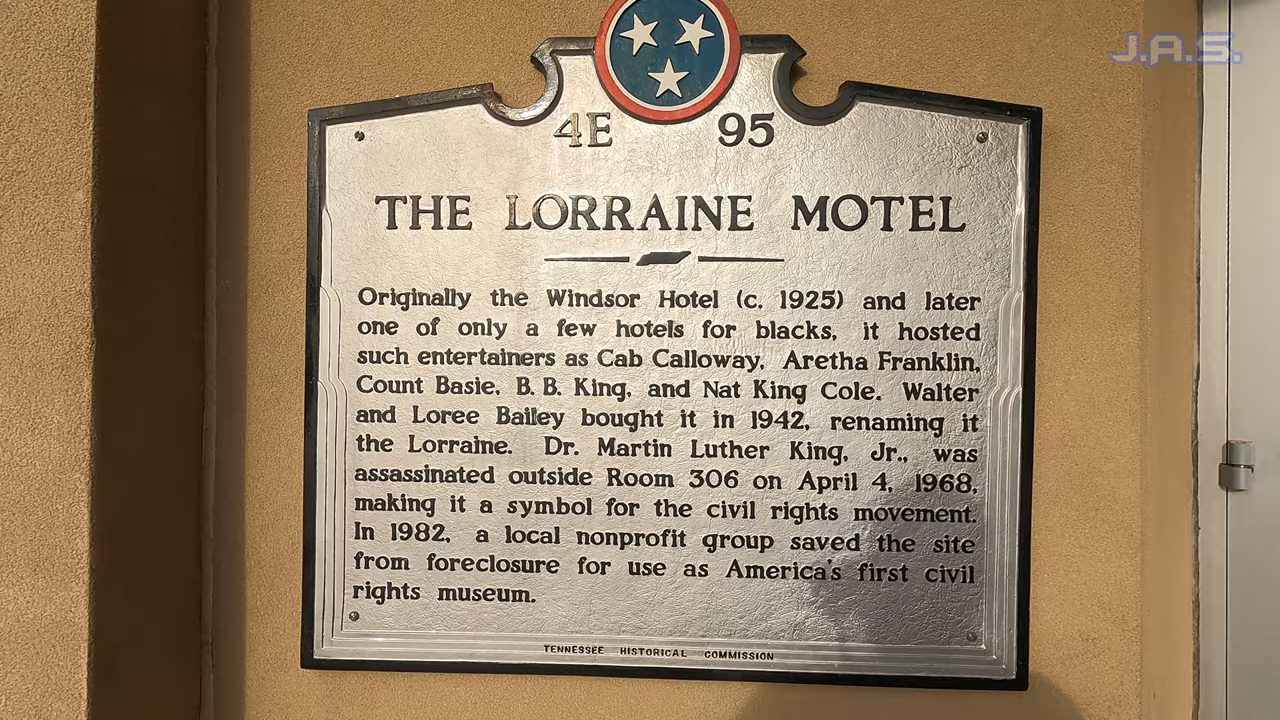 J.A.S.
4E 95
THE LORRAINE MOTEL
Originally the Windsor Hotel (c. 1925) and later
one of only a few hotels for blacks, it hosted
such entertainers as Cab Calloway, Aretha Franklin,
Count Basie, B. B. King, and Nat King Cole. Walter
and Loree Bailey bought it in 1942, renaming it
the Lorraine. Dr. Martin Luther King, Jr., was
assassinated outside Room 306 on April 4, 1968,
making it a symbol for the civil rights movement.
In 1982, a local nonprofit group saved the site
from foreclosure for use as America's first civil
rights museum.
TENNESSEE HISTORICAL COMMISSION